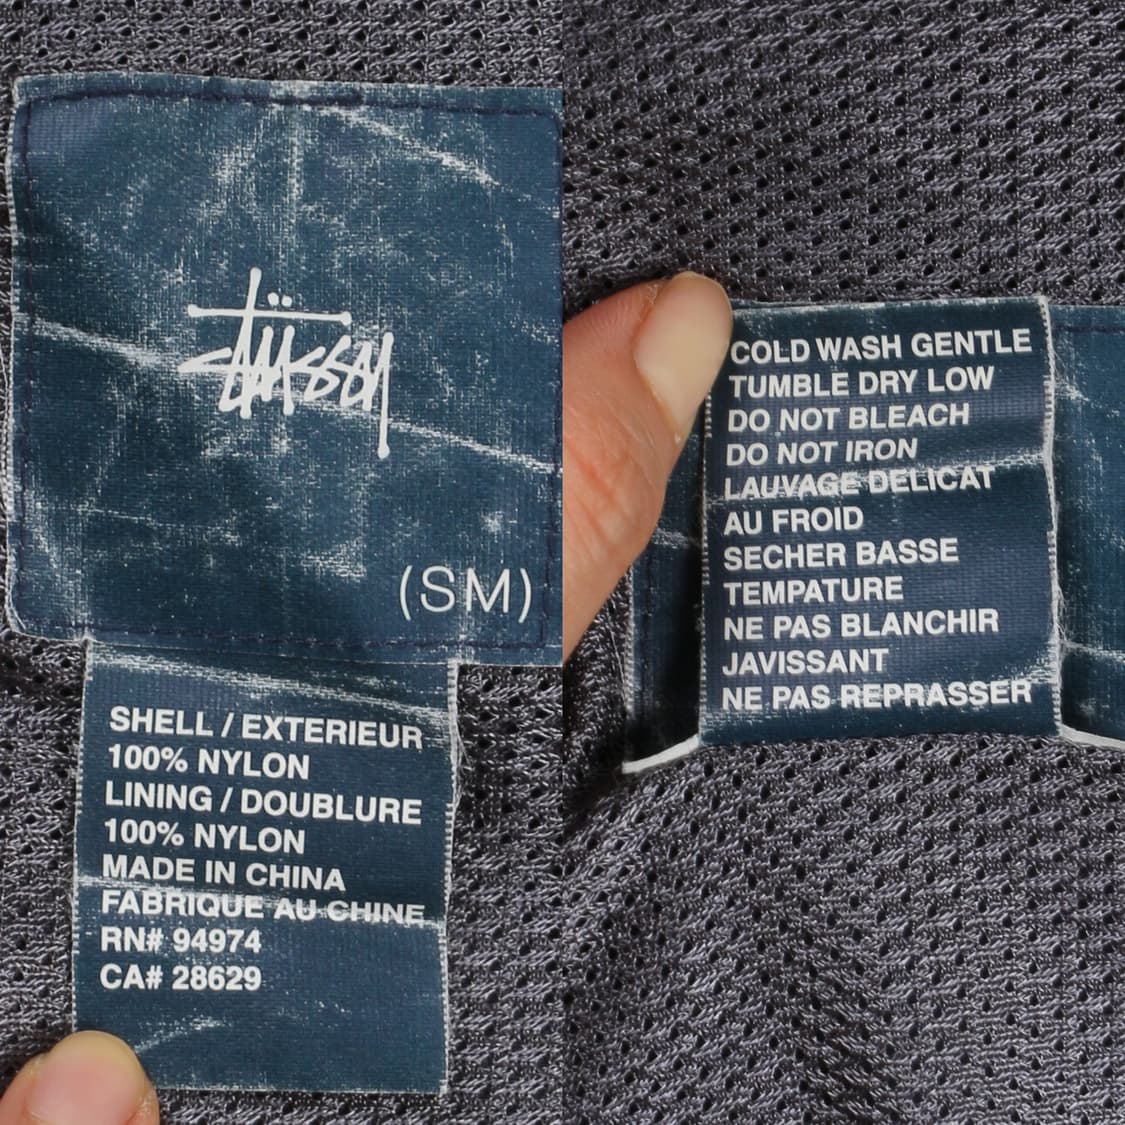 Stüssy
(SM)
SHELL / EXTERIEUR
100% NYLON
LINING / DOUBLURE
100% NYLON
MADE IN CHINA
FABRIQUE AU CHINE
RN# 94974
CA# 28629
COLD WASH GENTLE
TUMBLE DRY LOW
DO NOT BLEACH
DO NOT IRON
LAUVAGE DELICAT
AU FROID
SECHER BASSE
TEMPATURE
NE PAS BLANCHIR
JAVISSANT
NE PAS REPRASSER